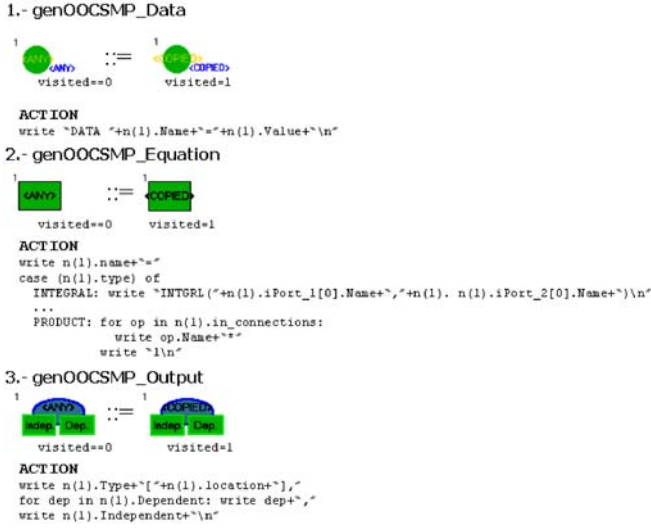 1.- genOOCSMP_Data
1 1
<ANY> ::= <COPIED>
<ANY> <COPIED>
visited==0 visited=1
ACTION
write "DATA "+n(1).Name+"="+n(1).Value+"\n"
2.- genOOCSMP_Equation
1 1
<ANY> ::= <COPIED>
visited==0 visited=1
ACTION
write n(1).name+"="
case (n(1).type) of
INTEGRAL: write "INTGRL("+n(1).iPort_1[0].Name+","+n(1). n(1).iPort_2[0].Name+")\n"
...
PRODUCT: for op in n(1).in_connections:
write op.Name+"*"
write "1\n"
3.- genOOCSMP_Output
1 1
<ANY> ::= <COPIED>
Indep. Dep. Indep. Dep.
visited==0 visited=1
ACTION
write n(1).Type+"["+n(1).location+"],"
for dep in n(1).Dependent: write dep+","
write n(1).Independent+"\n"